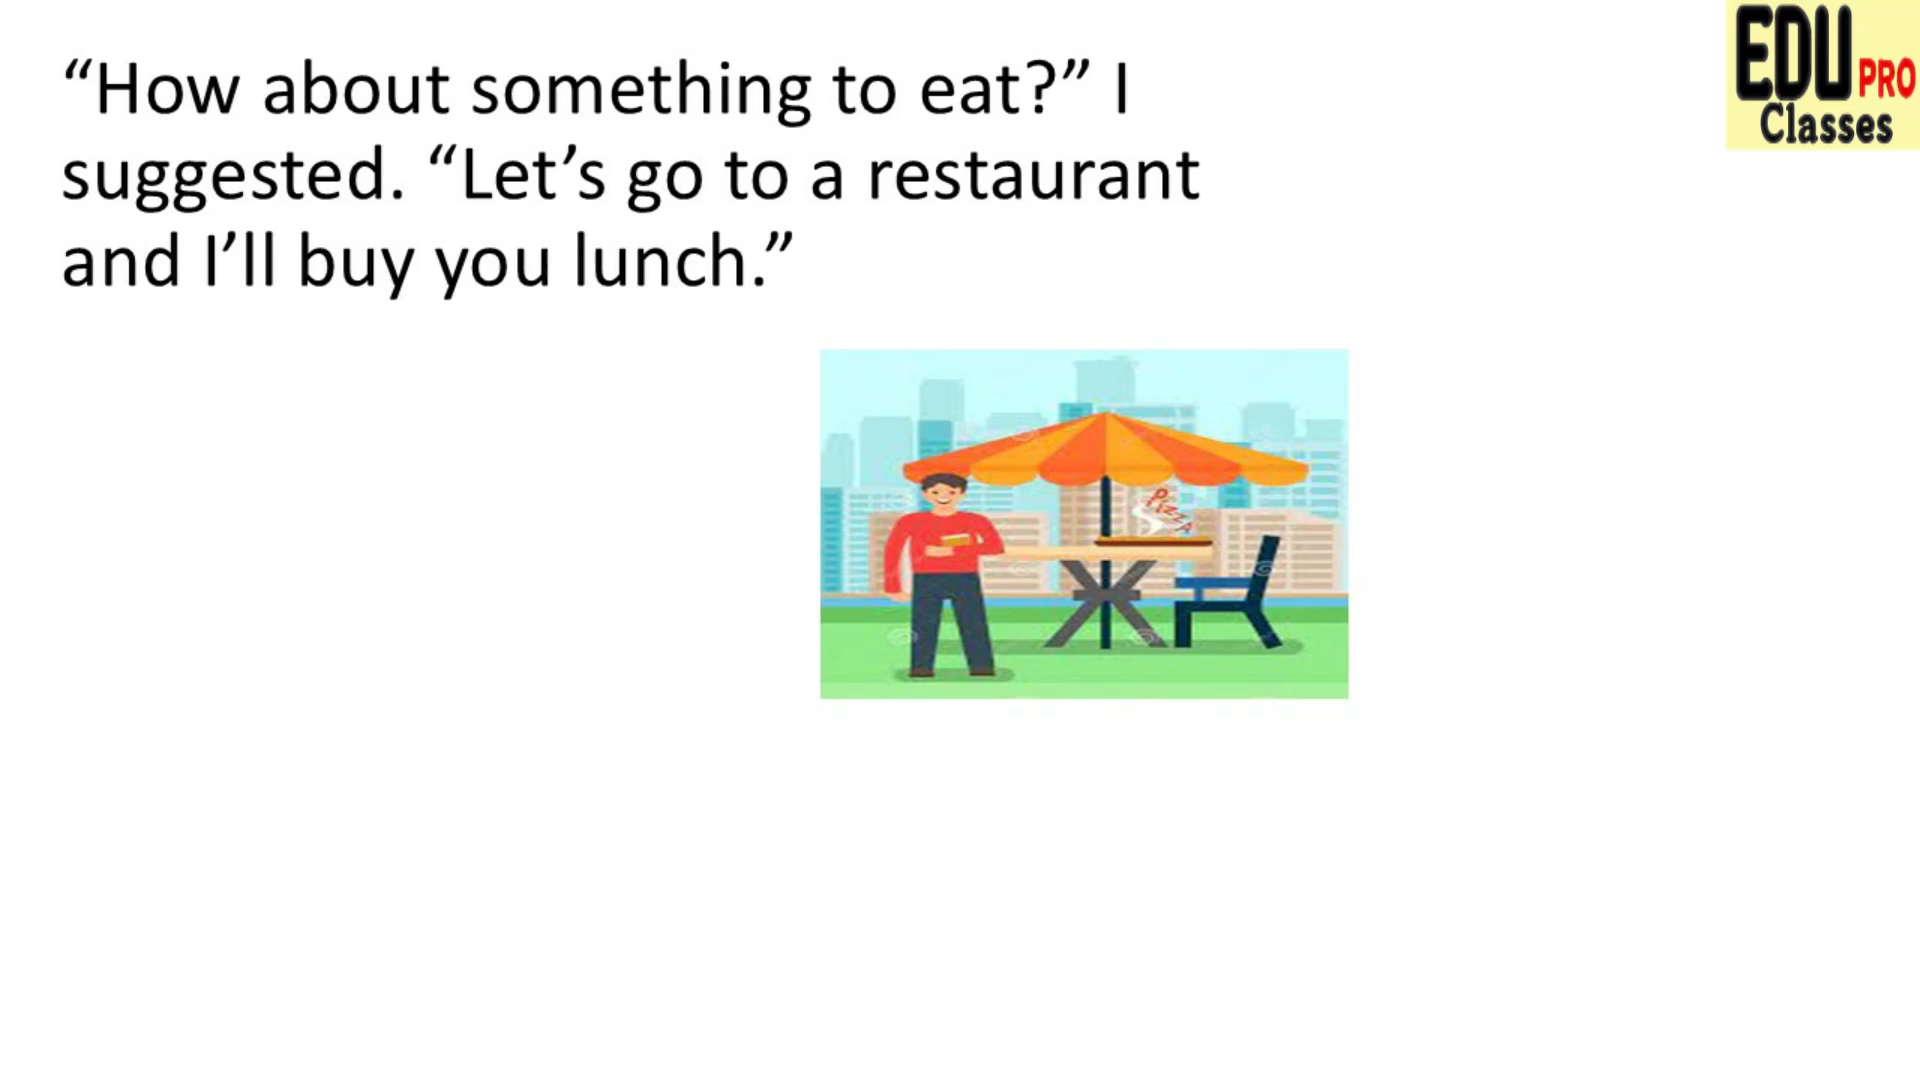 “How about something to eat?” I
suggested. “Let’s go to a restaurant
and I’ll buy you lunch.”
EDU PRO
Classes
Pizza